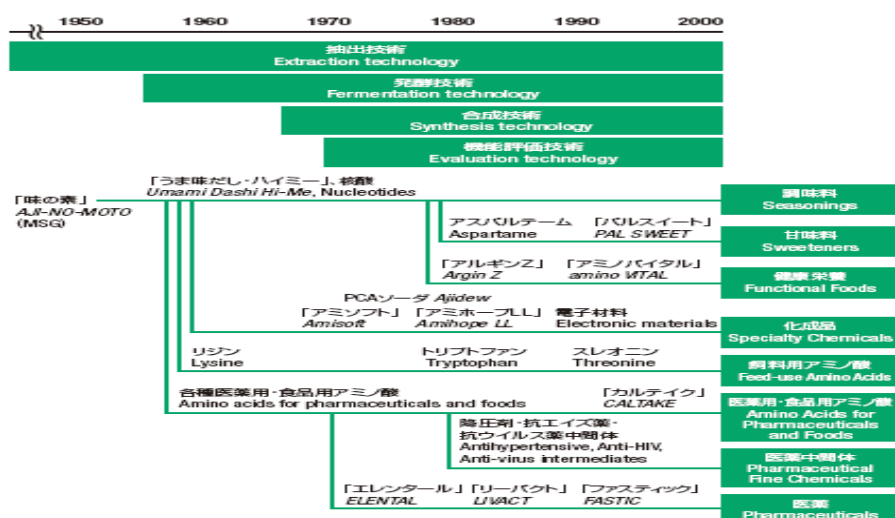 1950 1960 1970 1980 1990 2000
抽出技術
Extraction technology
発酵技術
Fermentation technology
合成技術
Synthesis technology
機能評価技術
Evaluation technology
「うま味だし・ハイミー」、核酸
Umami Dashi Hi-Me, Nucleotides
「味の素」
AJI-NO-MOTO
(MSG)
調味料
Seasonings
アスパルテーム 「パルスイート」
Aspartame PAL SWEET
甘味料
Sweeteners
「アルギンZ」 「アミノバイタル」
Argin Z amino VITAL
健康栄養
Functional Foods
PCAソーダ Ajidew
「アミソフト」 「アミホープLL」 電子材料
Amisoft Amihope LL Electronic materials
化成品
Specialty Chemicals
リジン トリプトファン スレオニン
Lysine Tryptophan Threonine
飼料用アミノ酸
Feed-use Amino Acids
各種医薬用・食品用アミノ酸 「カルテイク」
Amino acids for pharmaceuticals and foods CALTAKE
医薬用・食品用アミノ酸
Amino Acids for
Pharmaceuticals
and Foods
降圧剤・抗エイズ薬・
抗ウイルス薬中間体
Antihypertensive, Anti-HIV,
Anti-virus intermediates
医薬中間体
Pharmaceutical
Fine Chemicals
「エレンタール」 「リーバクト」 「ファスティック」
ELENTAL LIVACT FASTIC
医薬
Pharmaceuticals